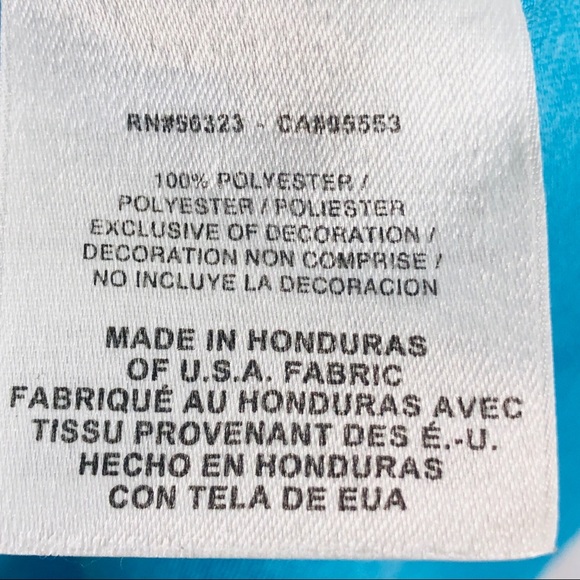 RN#56323 - CA#05553
100% POLYESTER /
POLYESTER / POLIESTER
EXCLUSIVE OF DECORATION /
DECORATION NON COMPRISE /
NO INCLUYE LA DECORACION
MADE IN HONDURAS
OF U.S.A. FABRIC
FABRIQUÉ AU HONDURAS AVEC
TISSU PROVENANT DES É.-U.
HECHO EN HONDURAS
CON TELA DE EUA